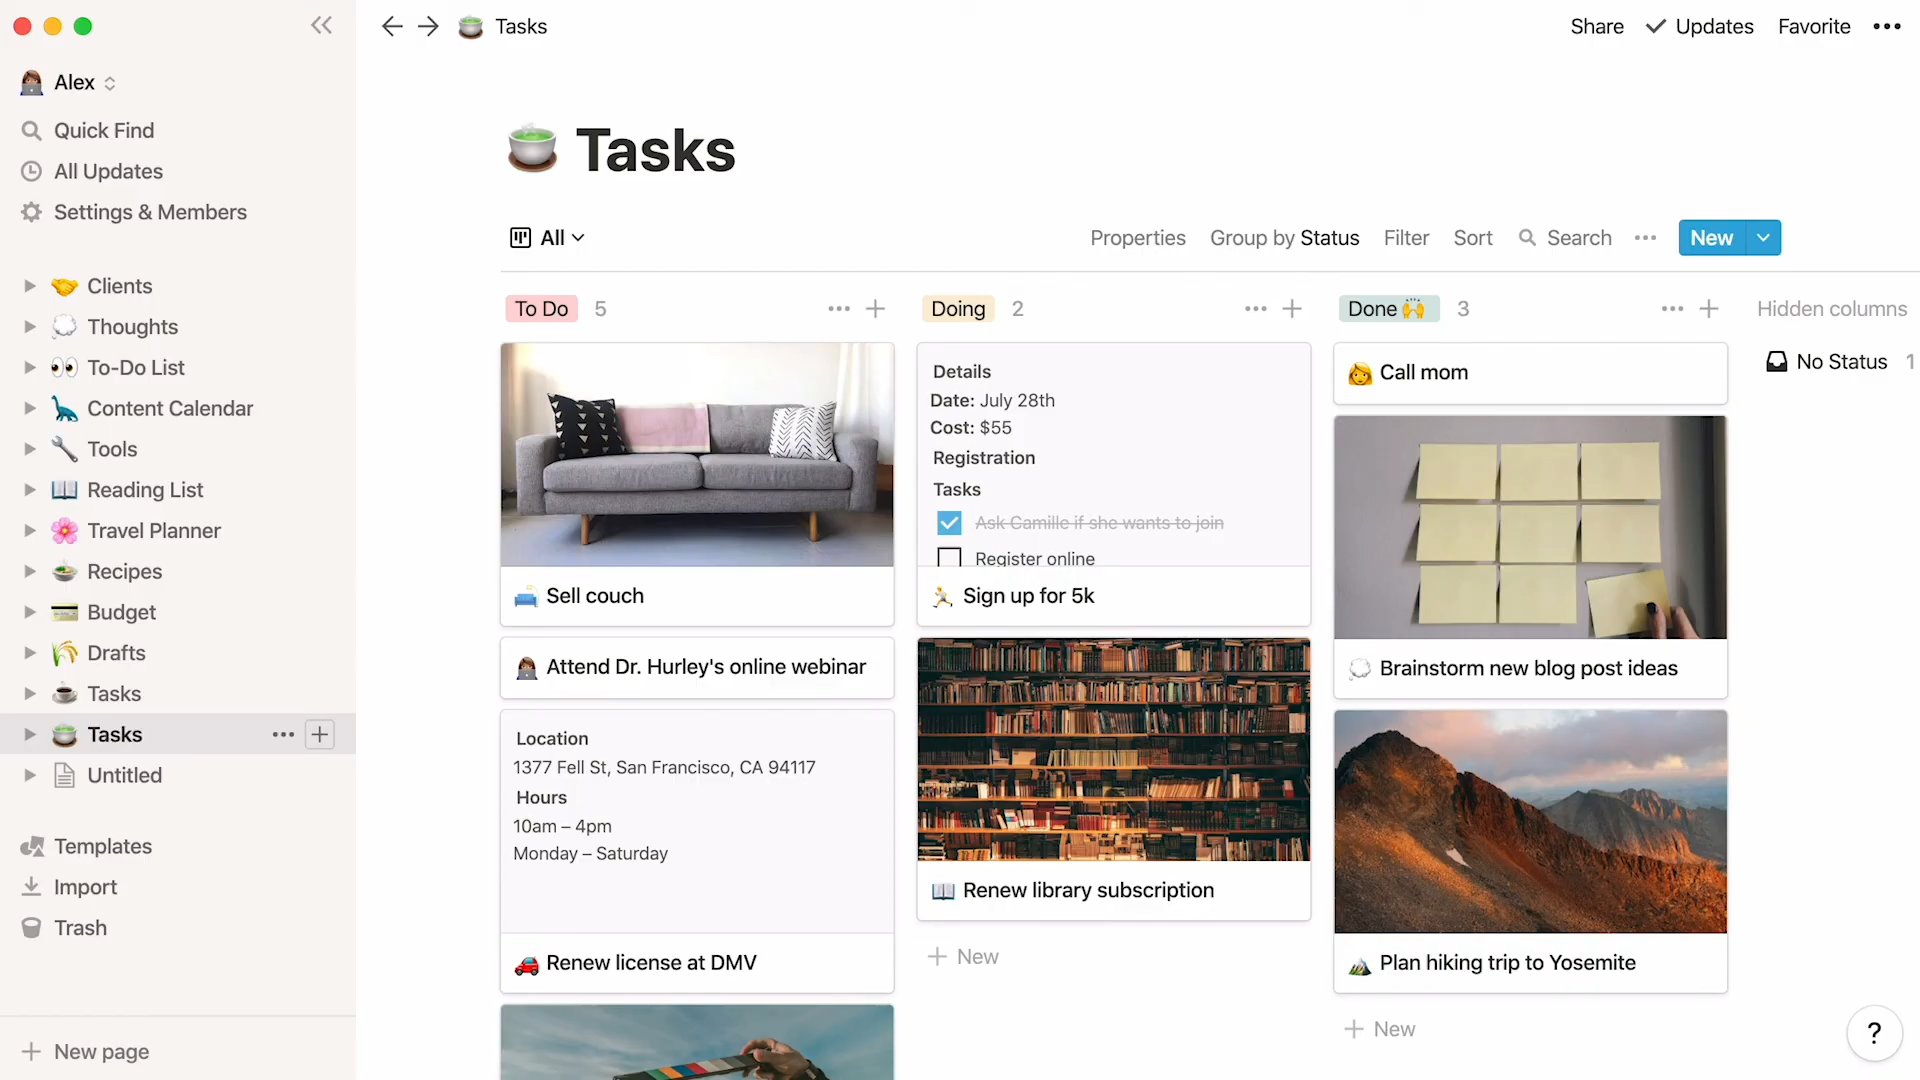 Alex
Quick Find
All Updates
Settings & Members
Clients
Thoughts
To-Do List
Content Calendar
Tools
Reading List
Travel Planner
Recipes
Budget
Drafts
Tasks
Tasks
Untitled
Templates
Import
Trash
New page
Tasks
Share
Updates
Favorite
Tasks
All
Properties
Group by Status
Filter
Sort
Search
New
To Do 5
Sell couch
Attend Dr. Hurley's online webinar
Location
1377 Fell St, San Francisco, CA 94117
Hours
10am – 4pm
Monday – Saturday
Renew license at DMV
Doing 2
Details
Date: July 28th
Cost: $55
Registration
Tasks
Ask Camille if she wants to join
Register online
Sign up for 5k
Renew library subscription
New
Done 🙌 3
Call mom
Brainstorm new blog post ideas
Plan hiking trip to Yosemite
New
Hidden columns
No Status 1
?